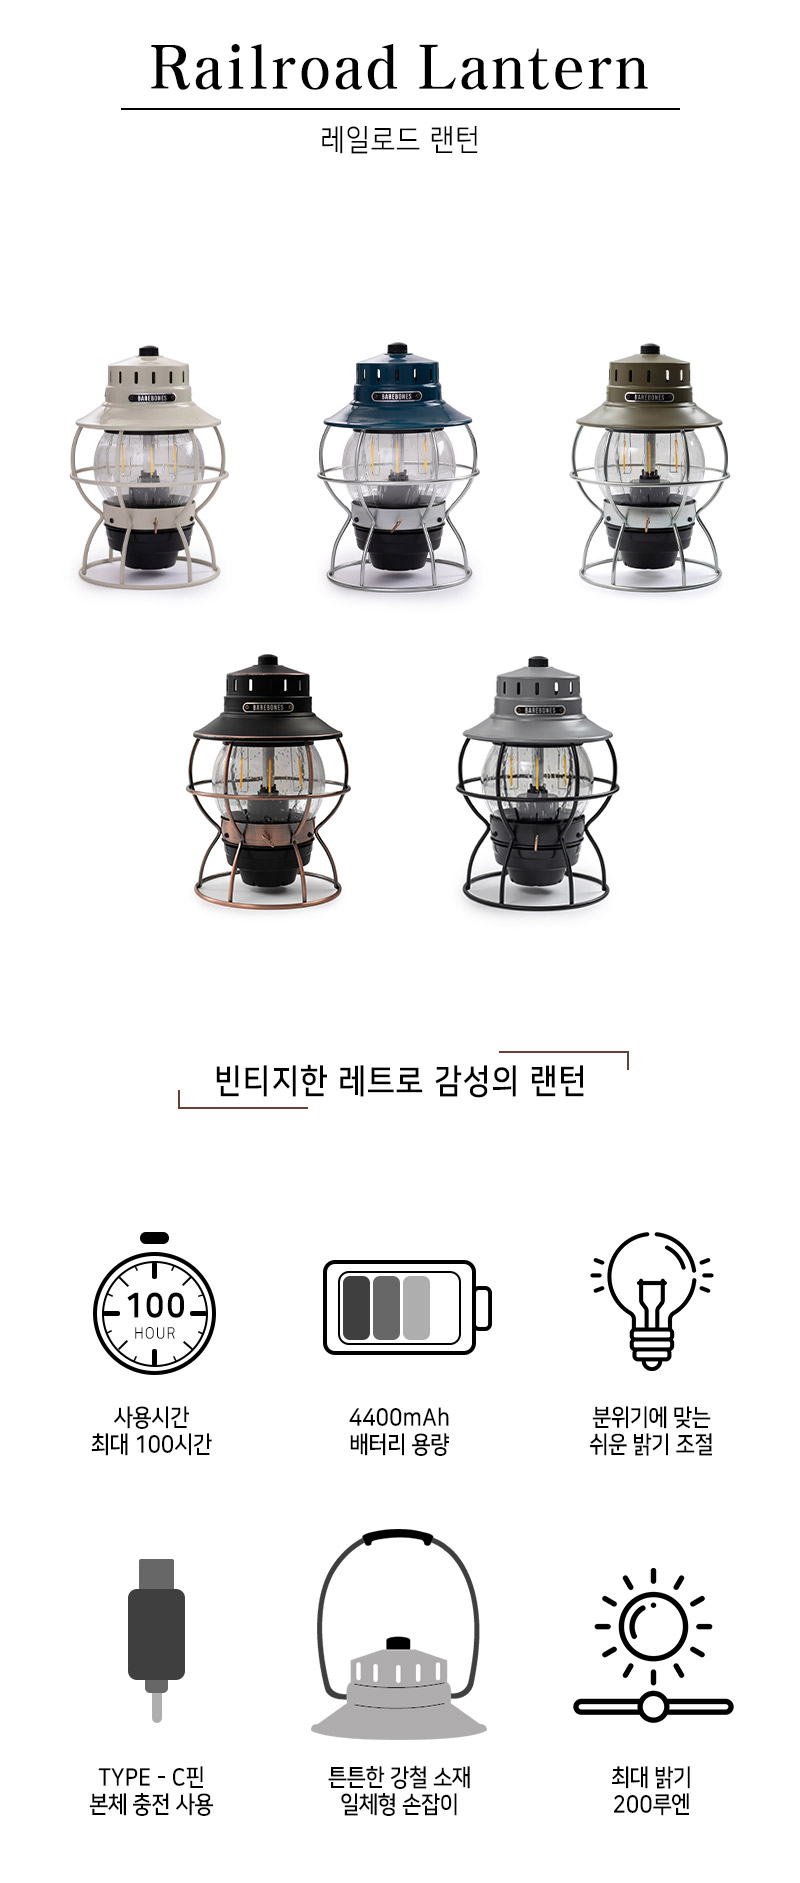 Railroad Lantern
레일로드 랜턴
BAREBONES
BAREBONES
BAREBONES
BAREBONES
BAREBONES
빈티지한 레트로 감성의 랜턴
100
HOUR
사용시간
최대 100시간
4400mAh
배터리 용량
분위기에 맞는
쉬운 밝기 조절
TYPE - C핀
본체 충전 사용
튼튼한 강철 소재
일체형 손잡이
최대 밝기
200루엔